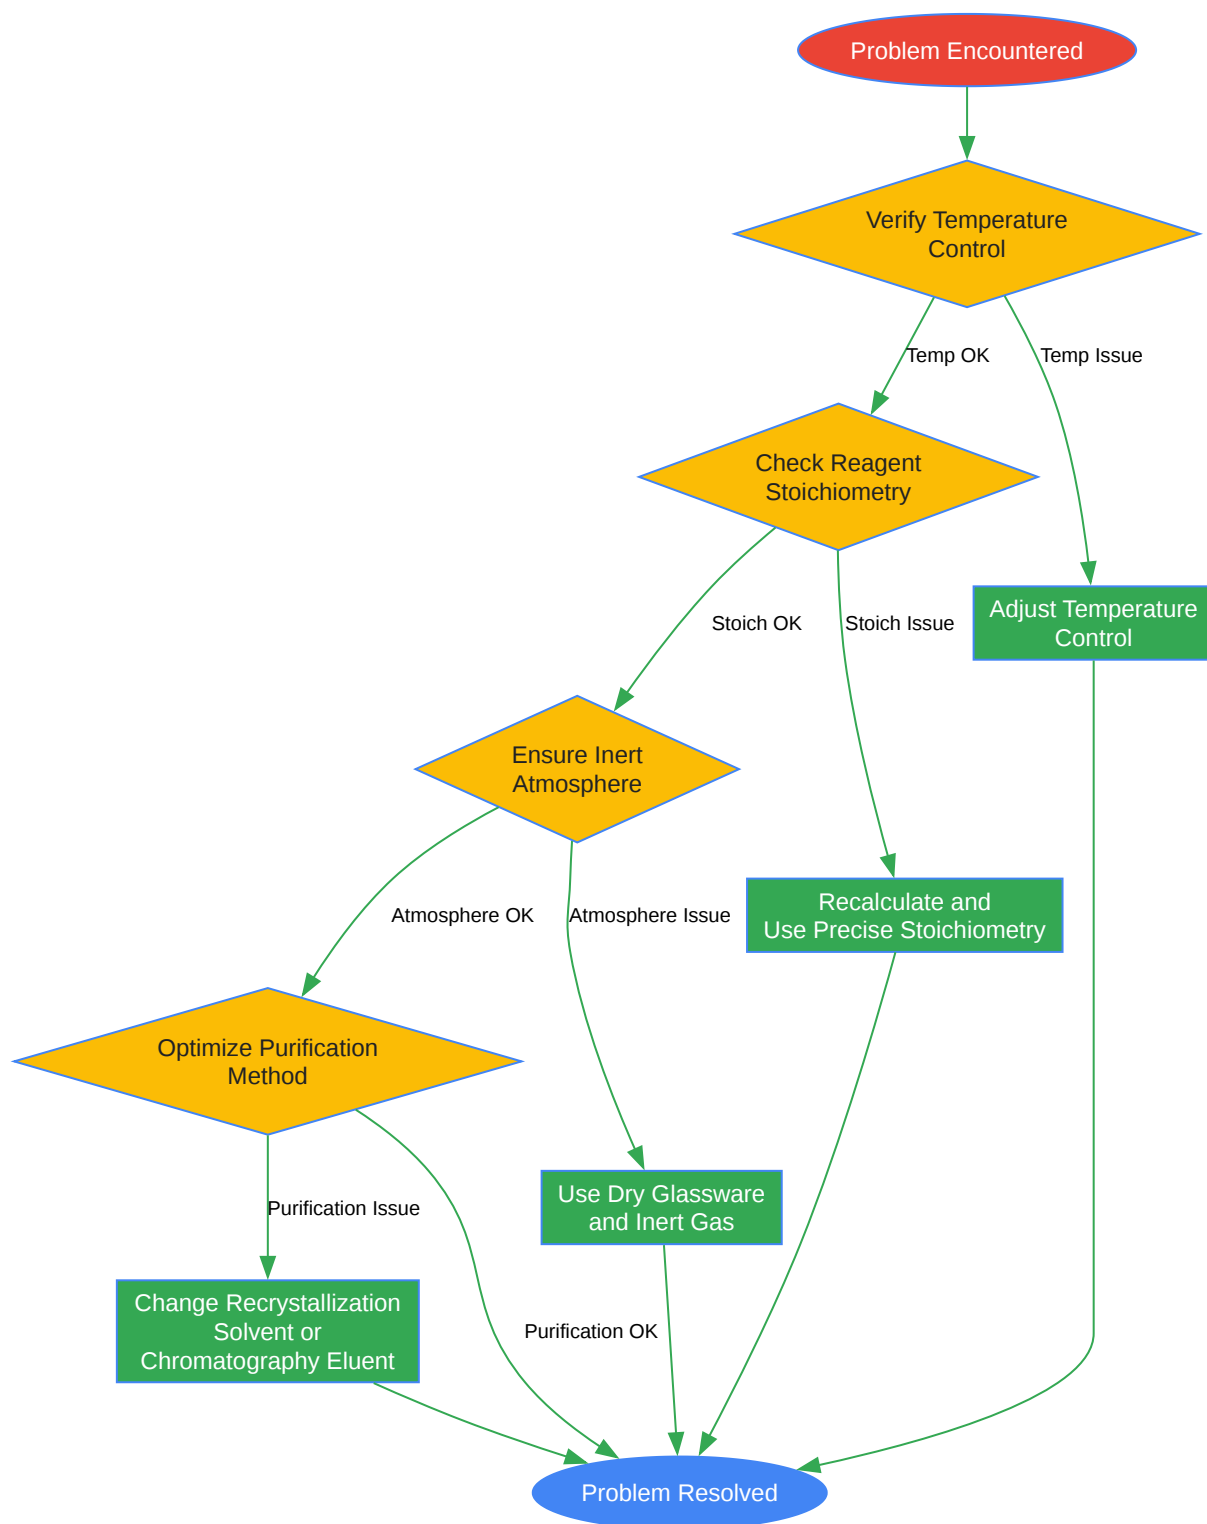 Problem Encountered
Verify Temperature
Control
Temp OK
Temp Issue
Check Reagent
Stoichiometry
Stoich OK
Stoich Issue
Adjust Temperature
Control
Ensure Inert
Atmosphere
Atmosphere OK
Atmosphere Issue
Recalculate and
Use Precise Stoichiometry
Optimize Purification
Method
Purification Issue
Use Dry Glassware
and Inert Gas
Change Recrystallization
Solvent or
Chromatography Eluent
Purification OK
Problem Resolved